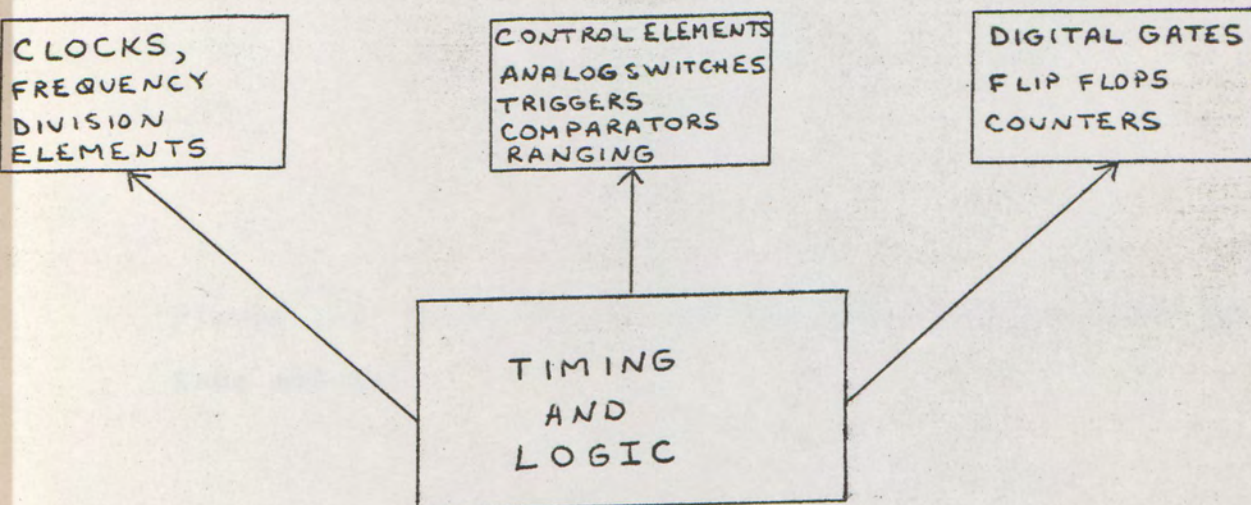 CLOCKS,
FREQUENCY
DIVISION
ELEMENTS
CONTROL ELEMENTS
ANALOG SWITCHES
TRIGGERS
COMPARATORS
RANGING
DIGITAL GATES
FLIP FLOPS
COUNTERS
TIMING
AND
LOGIC